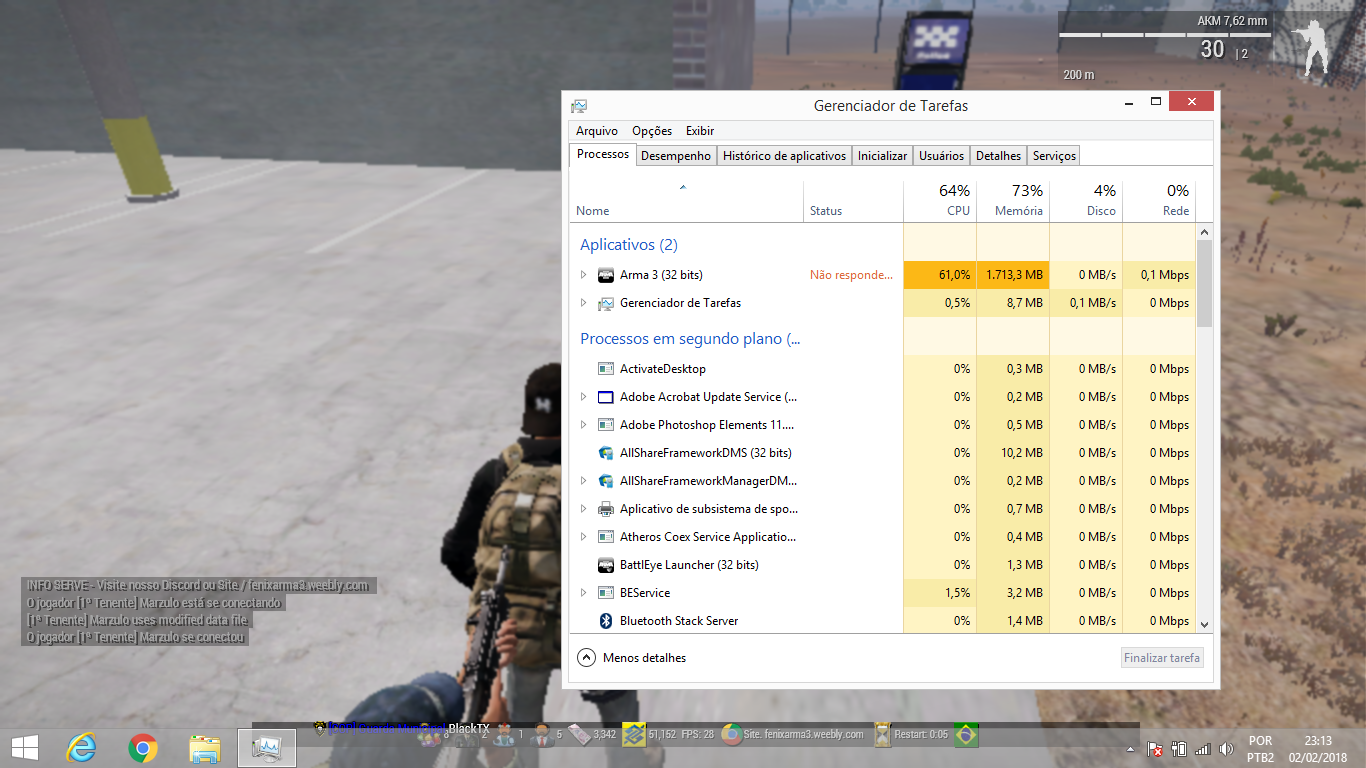 AKM 7,62 mm
30 | 2
200 m
Gerenciador de Tarefas
Arquivo Opções Exibir
Processos Desempenho Histórico de aplicativos Inicializar Usuários Detalhes Serviços
64% 73% 4% 0%
Nome Status CPU Memória Disco Rede
Aplicativos (2)
Arma 3 (32 bits) Não responde... 61,0% 1.713,3 MB 0 MB/s 0,1 Mbps
Gerenciador de Tarefas 0,5% 8,7 MB 0,1 MB/s 0 Mbps
Processos em segundo plano (...
ActivateDesktop 0% 0,3 MB 0 MB/s 0 Mbps
Adobe Acrobat Update Service (... 0% 0,2 MB 0 MB/s 0 Mbps
Adobe Photoshop Elements 11.... 0% 0,5 MB 0 MB/s 0 Mbps
AllShareFrameworkDMS (32 bits) 0% 10,2 MB 0 MB/s 0 Mbps
AllShareFrameworkManagerDM... 0% 0,2 MB 0 MB/s 0 Mbps
Aplicativo de subsistema de spo... 0% 0,7 MB 0 MB/s 0 Mbps
Atheros Coex Service Applicatio... 0% 0,4 MB 0 MB/s 0 Mbps
BattlEye Launcher (32 bits) 0% 1,3 MB 0 MB/s 0 Mbps
BEService 1,5% 3,2 MB 0 MB/s 0 Mbps
Bluetooth Stack Server 0% 1,4 MB 0 MB/s 0 Mbps
Menos detalhes Finalizar tarefa
INFO SERVE - Visite nosso Discord ou Site / fenixarma3.weebly.com
O jogador [1ª Tenente] Marzulo está se conectando
[1ª Tenente] Marzulo uses modified data file
O jogador [1ª Tenente] Marzulo se conectou
BlackTX
2 1 5 3,342 51,152 FPS: 28 Site. fenixarma3.weebly.com Restart: 0:05
POR 23:13
PTB2 02/02/2018